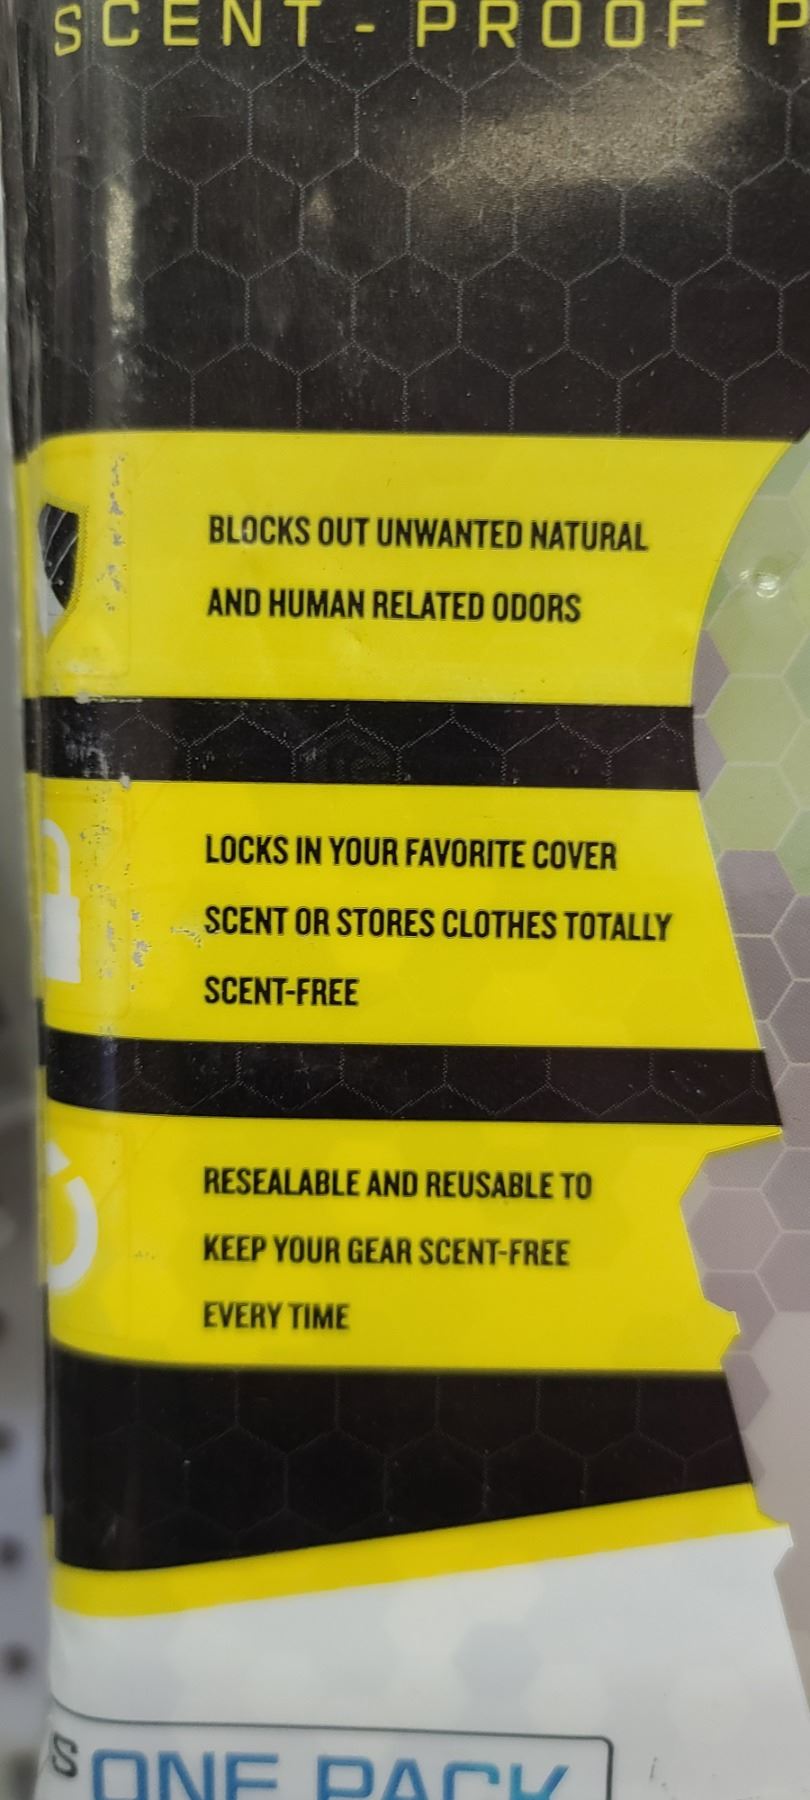 SCENT-PROOF P
BLOCKS OUT UNWANTED NATURAL
AND HUMAN RELATED ODORS
LOCKS IN YOUR FAVORITE COVER
SCENT OR STORES CLOTHES TOTALLY
SCENT-FREE
RESEALABLE AND REUSABLE TO
KEEP YOUR GEAR SCENT-FREE
EVERY TIME
S ONE PACK